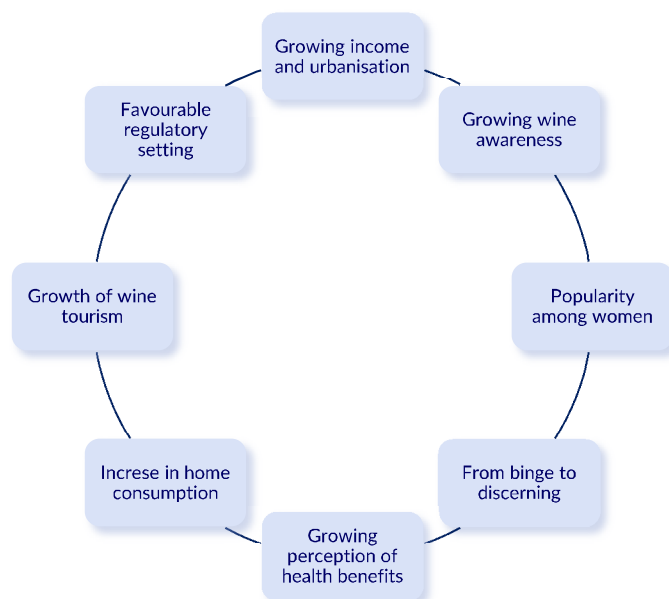 Growing income
and urbanisation
Growing wine
awareness
Popularity
among women
From binge to
discerning
Growing
perception of
health benefits
Increse in home
consumption
Growth of wine
tourism
Favourable
regulatory
setting